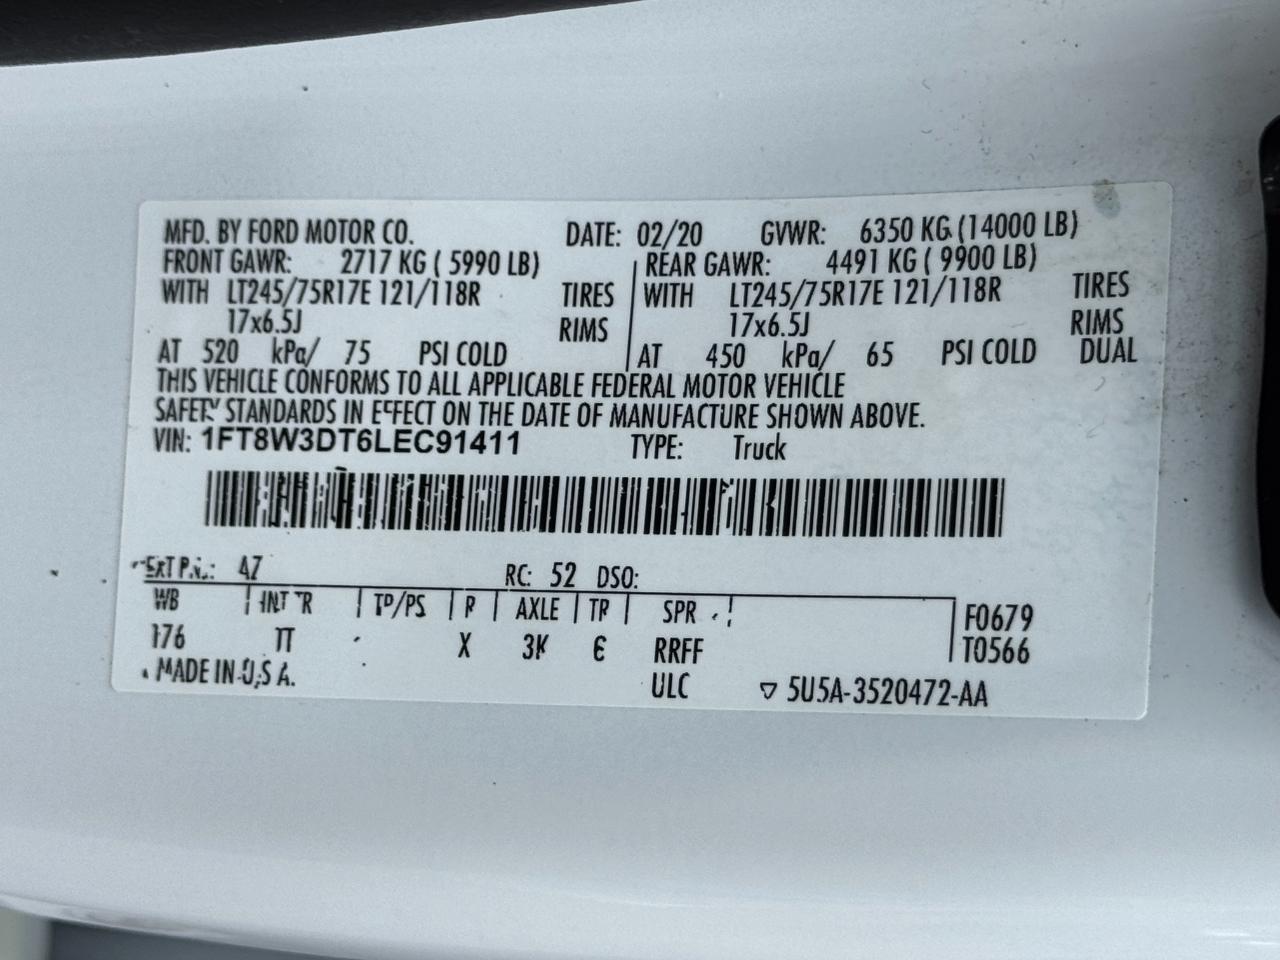 MFD. BY FORD MOTOR CO. DATE: 02/20 GVWR: 6350 KG (14000 LB)
FRONT GAWR: 2717 KG ( 5990 LB) REAR GAWR: 4491 KG ( 9900 LB)
WITH LT245/75R17E 121/118R TIRES WITH LT245/75R17E 121/118R TIRES
17x6.5J RIMS 17x6.5J RIMS
AT 520 kPa/ 75 PSI COLD AT 450 kPa/ 65 PSI COLD DUAL
THIS VEHICLE CONFORMS TO ALL APPLICABLE FEDERAL MOTOR VEHICLE
SAFETY STANDARDS IN EFFECT ON THE DATE OF MANUFACTURE SHOWN ABOVE.
VIN: 1FT8W3DT6LEC91411 TYPE: Truck
EXT RC: 52 DSO:
WB TP/PS R AXLE TR SPR F0679
176 X RRFF T0566
MADE IN U.S.A. ULC 5U5A-3520472-AA